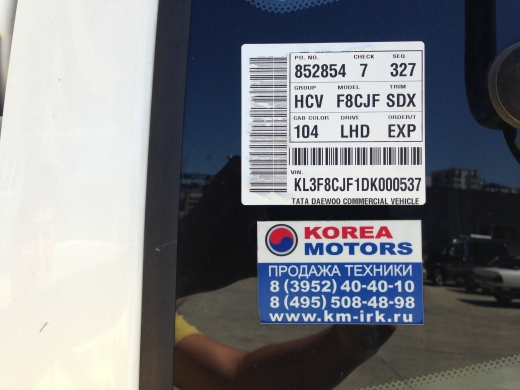 PO. NO. CHECK SEQ
852854 7 327
GROUP MODEL TRIM
HCV F8CJF SDX
CAB COLOR DRIVE ORDER/T
104 LHD EXP
VIN.
KL3F8CJF1DK000537
TATA DAEWOO COMMERCIAL VEHICLE
KOREA
MOTORS
ПРОДАЖА ТЕХНИКИ
8 (3952) 40-40-10
8 (495) 508-48-98
www.km-irk.ru